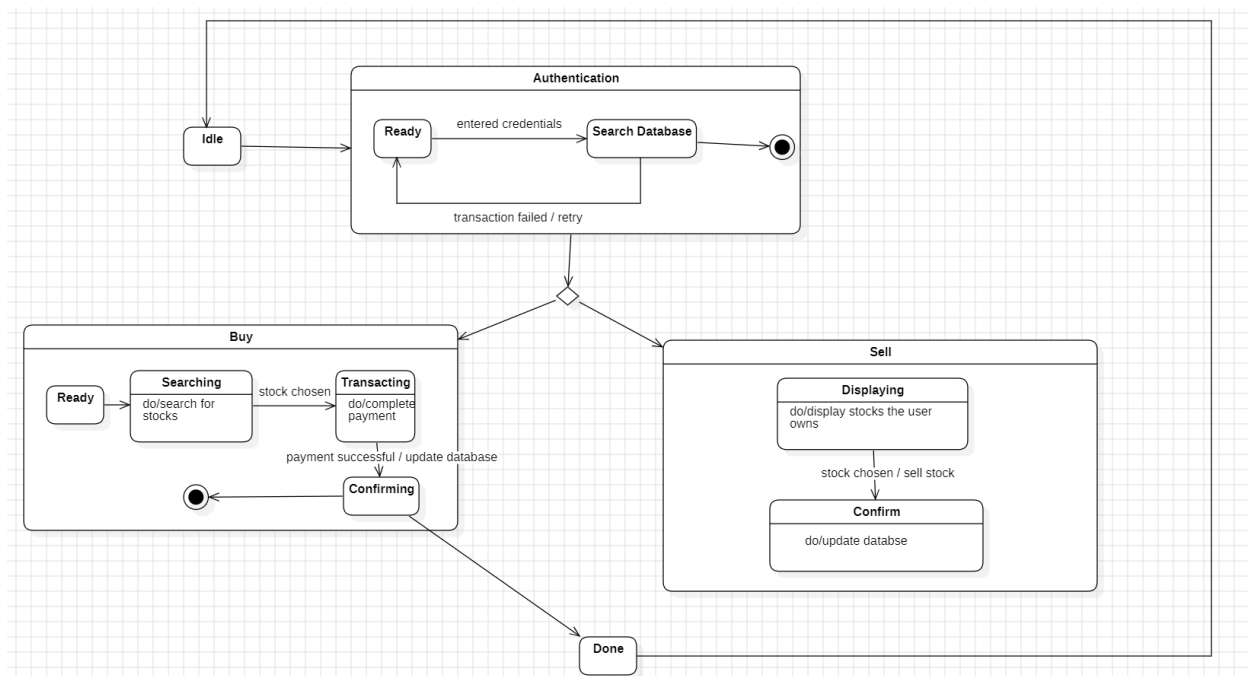 Authentication
Ready
entered credentials
Search Database
Idle
transaction failed / retry
Buy
Sell
Ready
Searching
do/search for
stocks
stock chosen
Transacting
do/complete
payment
payment successful / update database
Confirming
Displaying
do/display stocks the user
owns
stock chosen / sell stock
Confirm
do/update databse
Done